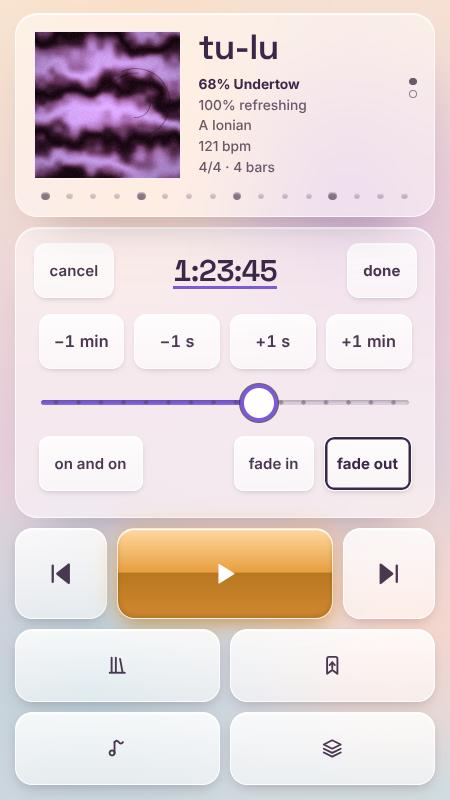 tu-lu
68% Undertow
100% refreshing
A Ionian
121 bpm
4/4 · 4 bars
cancel
1:23:45
done
−1 min
−1 s
+1 s
+1 min
on and on
fade in
fade out